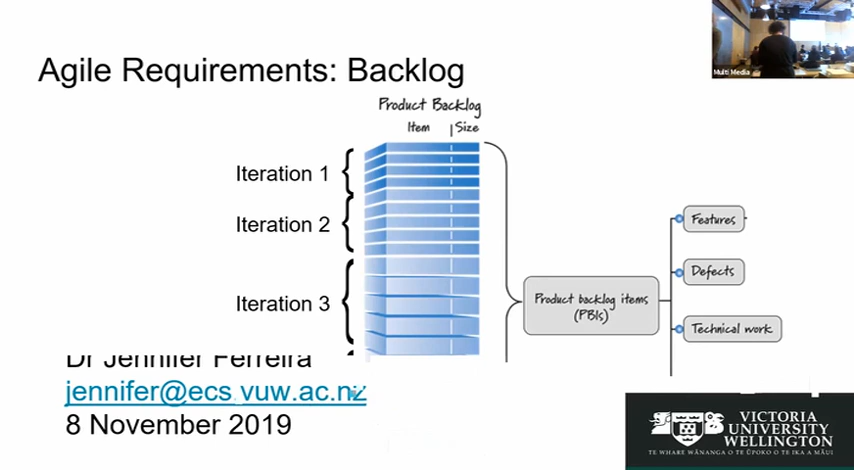 Multi Media
Agile Requirements: Backlog
Product Backlog
Item Size
Iteration 1
Iteration 2
Iteration 3
Features
Defects
Product backlog items
(PBIs)
Technical work
Dr Jennifer Ferreira
jennifer@ecs.vuw.ac.nz
8 November 2019
VICTORIA
UNIVERSITY
WELLINGTON
TE WHARE WĀNANGA O TE ŪPOKO O TE IKA A MĀUI